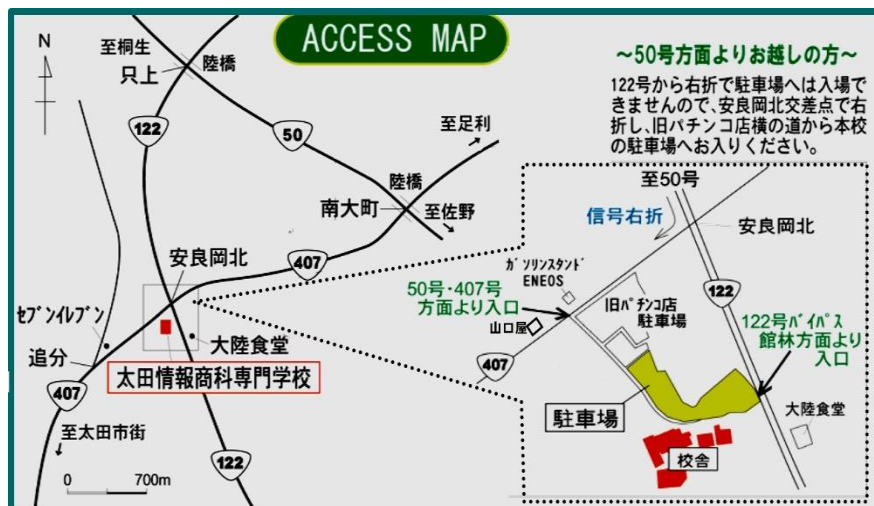 ACCESS MAP
N
至桐生
只上
陸橋
122
50
至足利
陸橋
南大町
至佐野
安良岡北
407
セブンイレブン
追分
大陸食堂
太田情報商科専門学校
407
至太田市街
122
0 700m
～50号方面よりお越しの方～
122号から右折で駐車場へは入場で
きませんので、安良岡北交差点で右
折し、旧パチンコ店横の道から本校
の駐車場へお入りください。
至50号
信号右折
安良岡北
ガソリンスタンド
ENEOS
50号・407号
方面より入口
旧パチンコ店
駐車場
122
山口屋
122号バイパス
館林方面より
入口
407
駐車場
大陸食堂
校舎